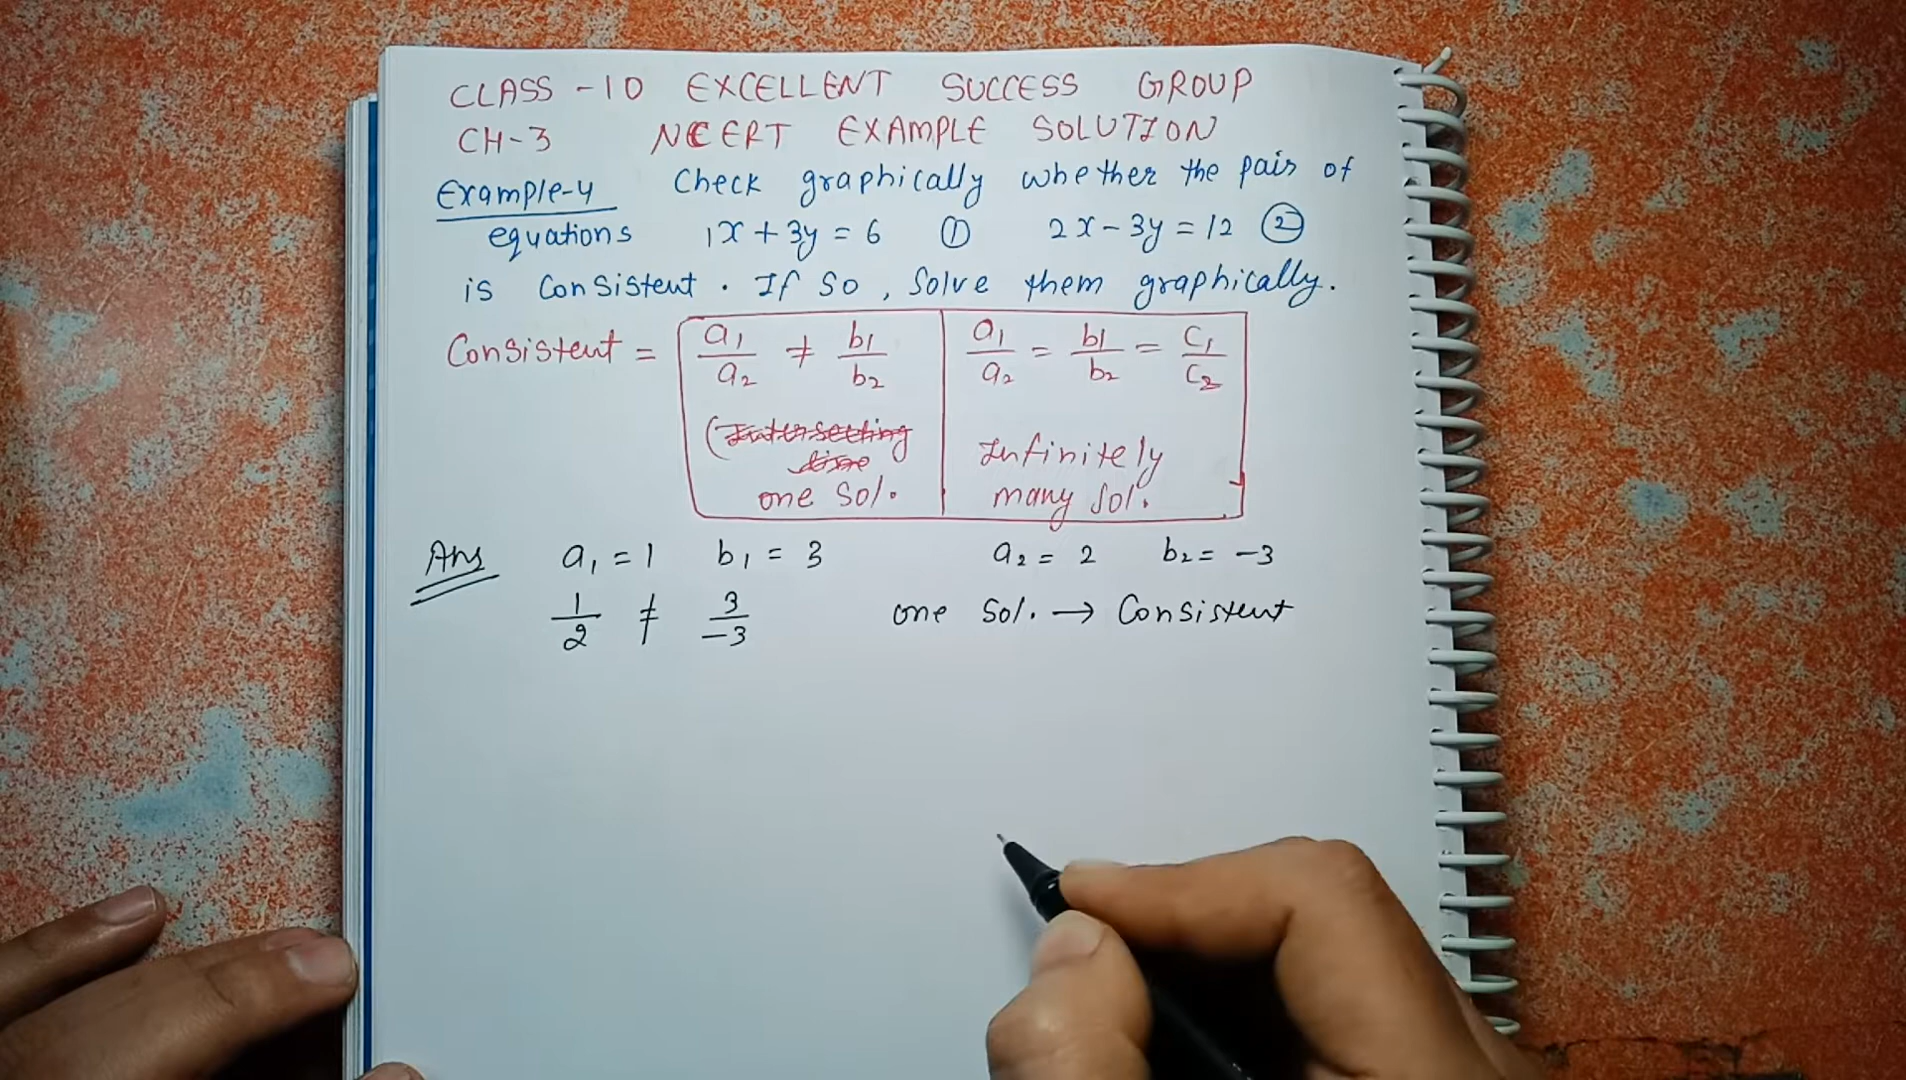 CLASS - 10 EXCELLENT SUCCESS GROUP
CH-3 NCERT EXAMPLE SOLUTION
Example-4 Check graphically whether the pair of
equations 1x + 3y = 6 ① 2x - 3y = 12 ②
is Consistent. If so, Solve them graphically.
Consistent = a₁/a₂ ≠ b₁/b₂ a₁/a₂ = b₁/b₂ = c₁/c₂
(Intersecting
line
one Sol. Infinitely
many Sol.
Ans a₁ = 1 b₁ = 3 a₂ = 2 b₂ = -3
1/2 ≠ 3/-3 one Sol. → Consistent